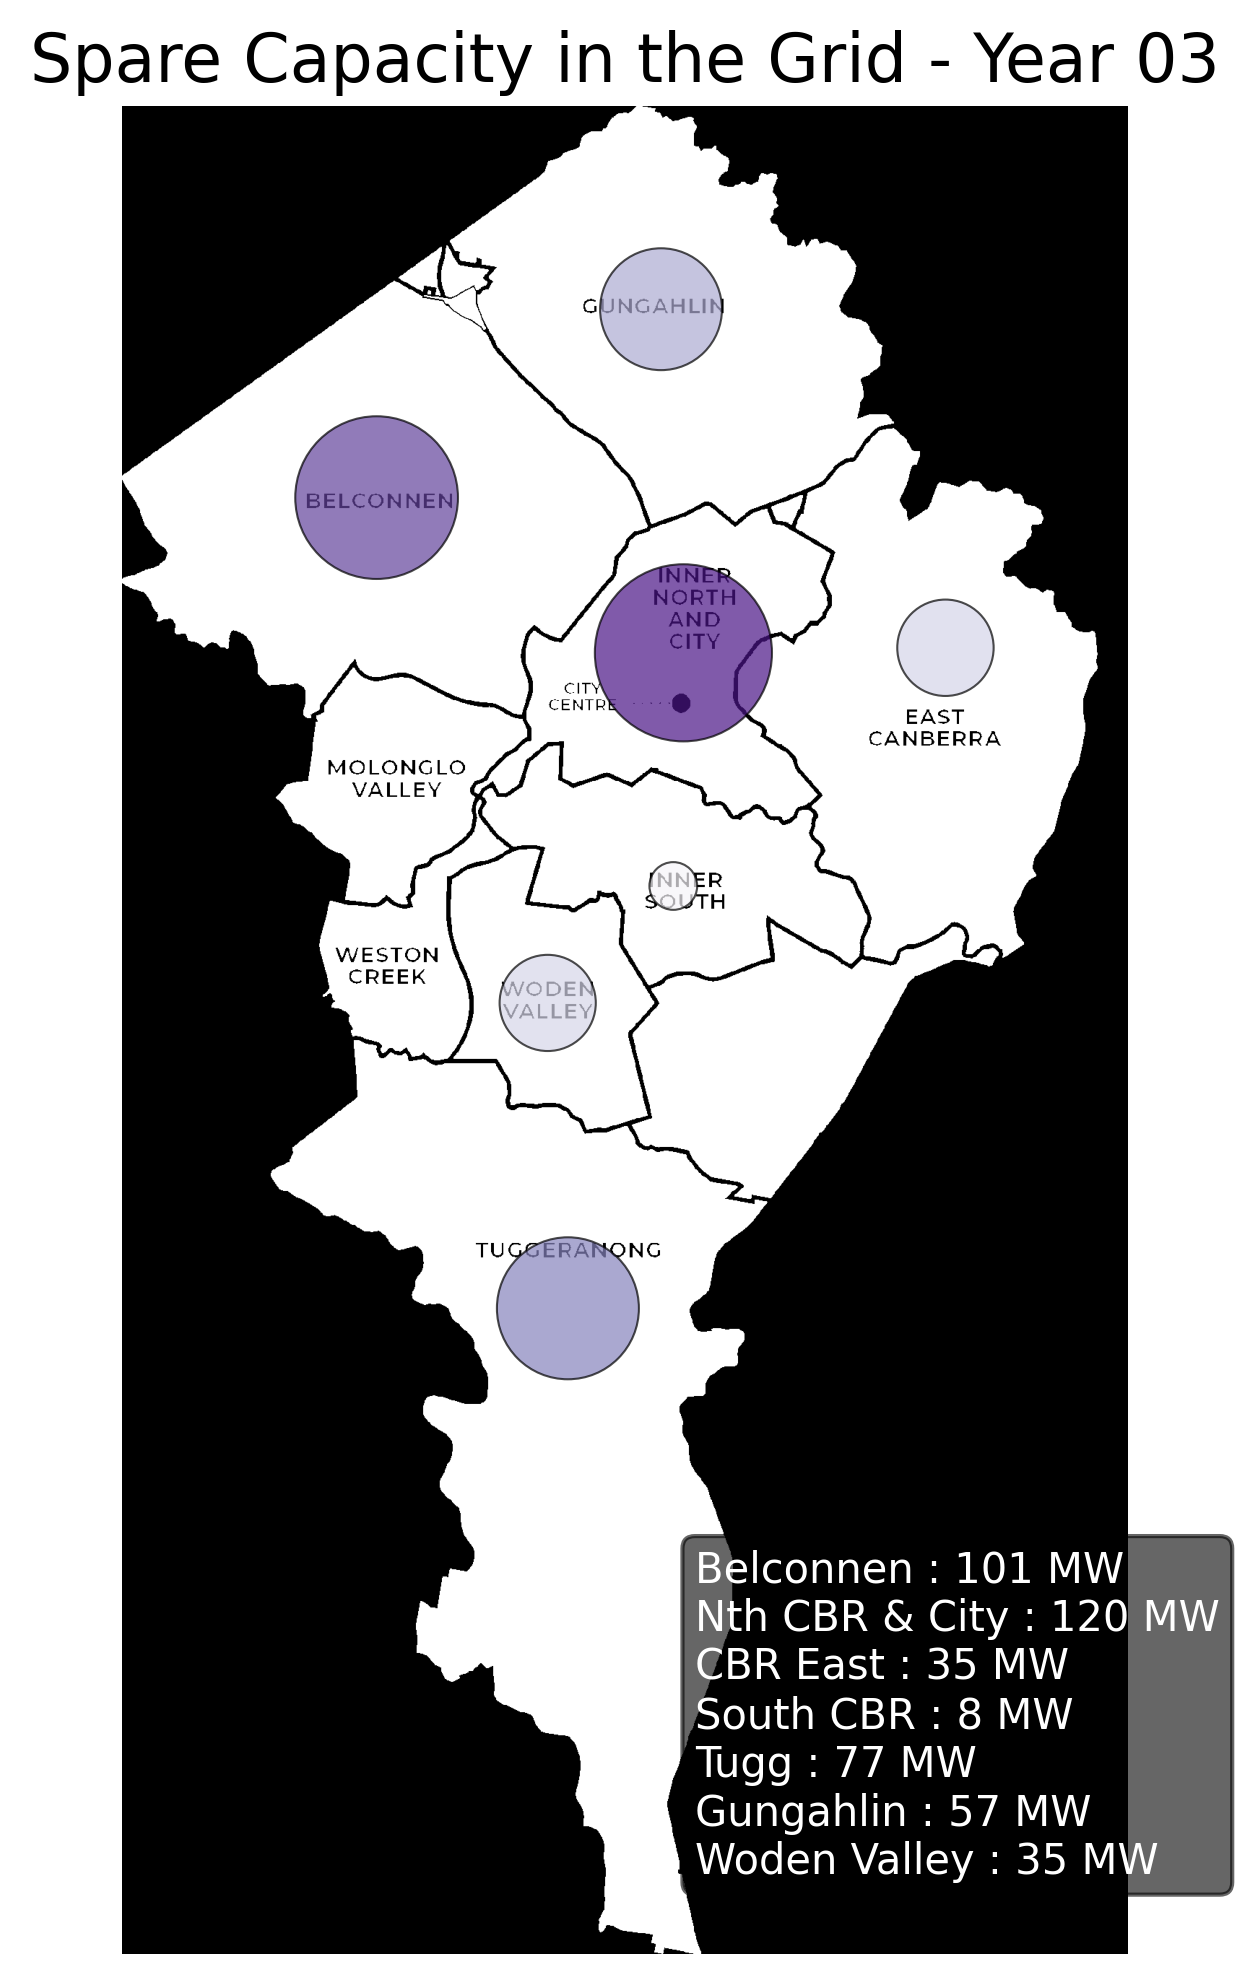 Spare Capacity in the Grid - Year 03
GUNGAHLIN
BELCONNEN
INNER
NORTH
AND
CITY
CITY
CENTRE
EAST
CANBERRA
MOLONGLO
VALLEY
INNER
SOUTH
WESTON
CREEK
WODEN
VALLEY
TUGGERANONG
Belconnen : 101 MW
Nth CBR & City : 120 MW
CBR East : 35 MW
South CBR : 8 MW
Tugg : 77 MW
Gungahlin : 57 MW
Woden Valley : 35 MW